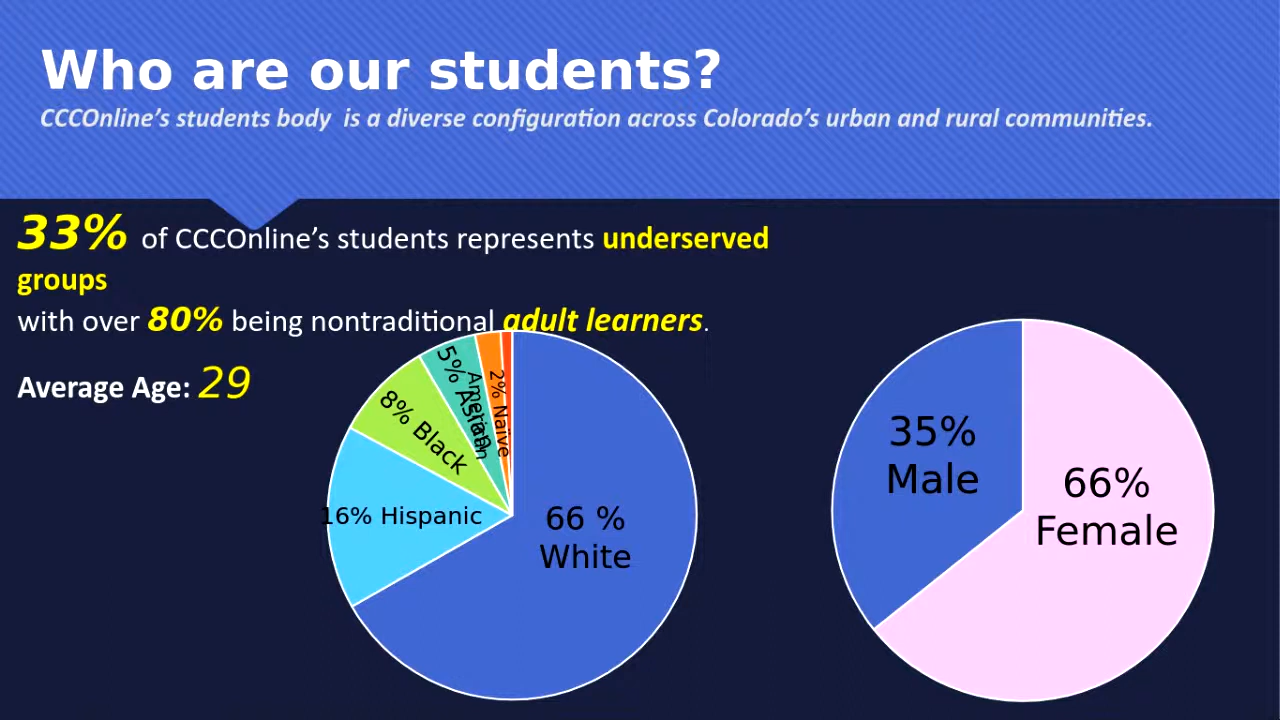 Who are our students?
CCCOnline’s students body  is a diverse configuration across Colorado’s urban and rural communities.
33% of CCCOnline’s students represents underserved
groups
with over 80% being nontraditional adult learners.
Average Age: 29
66 %
White
16% Hispanic
8% Black
5% Asian
2% Naïve
American
35%
Male
66%
Female